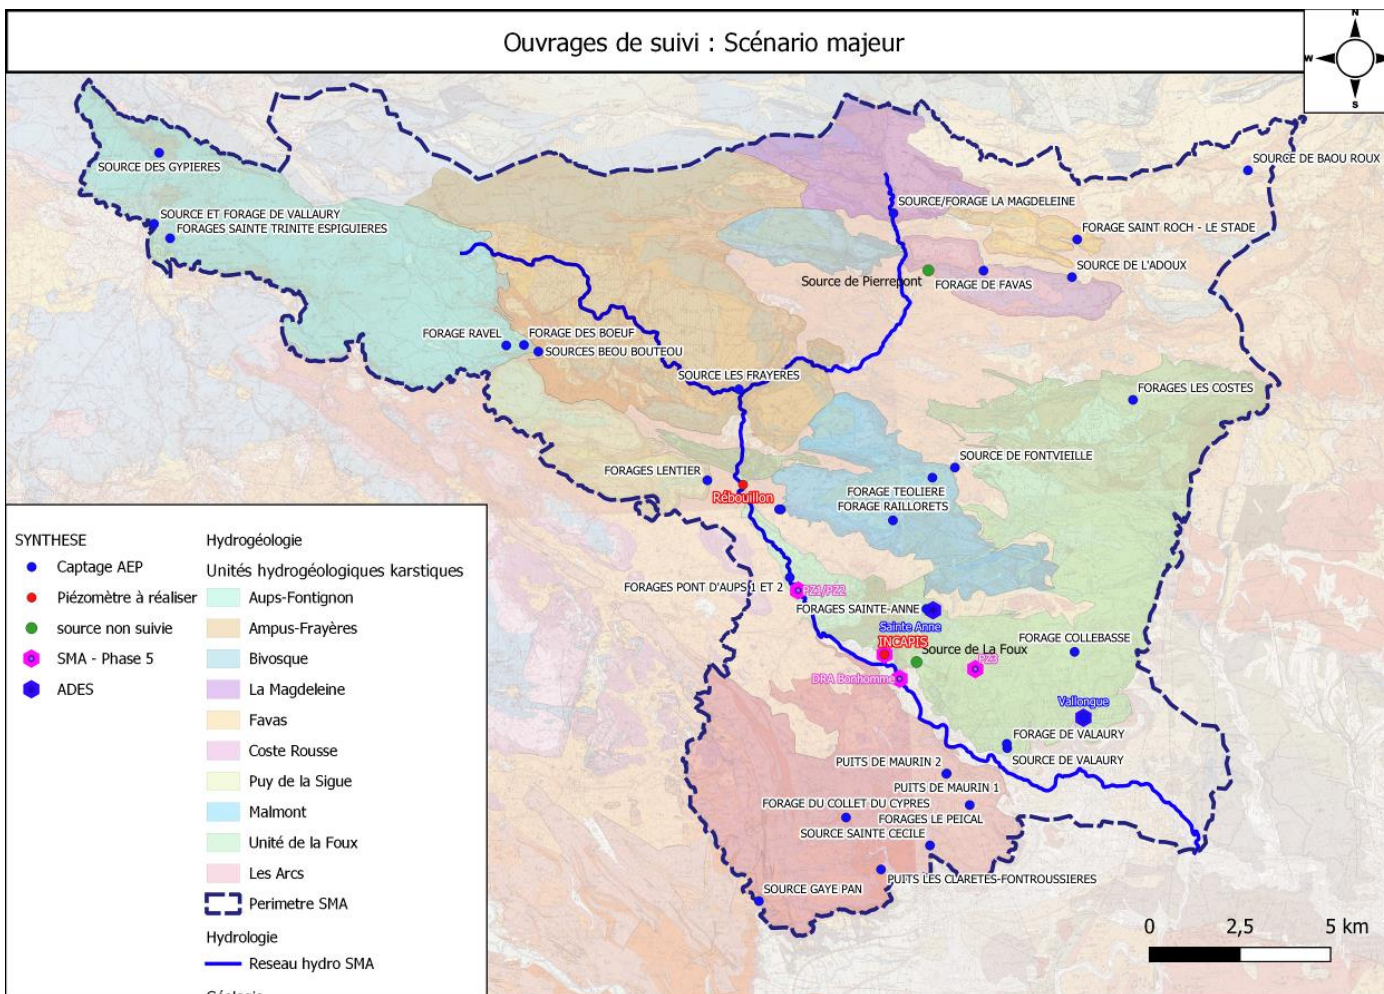 Ouvrages de suivi : Scénario majeur
N
W
S
SOURCE DES GYPIERES
SOURCE DE BAOU ROUX
SOURCE ET FORAGE DE VALLAURY
FORAGES SAINTE TRINITE ESPIGUIERES
SOURCE/FORAGE LA MAGDELEINE
FORAGE SAINT ROCH - LE STADE
SOURCE DE L'ADOUX
Source de Pierrepont
FORAGE DE FAVAS
FORAGE RAVEL
FORAGE DES BOEUF
SOURCES BEOU BOUTEOU
SOURCE LES FRAYERES
FORAGES LES COSTES
FORAGES LENTIER
SOURCE DE FONTVIEILLE
FORAGE TEOLIERE
Rébouillon
FORAGE RAILLORETS
FORAGES PONT D'AUPS 1 ET 2
PZ1/PZ2
FORAGES SAINTE-ANNE
Sainte Anne
INCAPIS
Source de La Foux
FORAGE COLLEBASSE
PZ3
DRA Bonhomme
Vallongue
FORAGE DE VALAURY
SOURCE DE VALAURY
PUITS DE MAURIN 2
PUITS DE MAURIN 1
FORAGE DU COLLET DU CYPRES
FORAGES LE PEICAL
SOURCE SAINTE CECILE
PUITS LES CLARETES-FONTROUSSIERES
SOURCE GAYE PAN
SYNTHESE
Captage AEP
Piézomètre à réaliser
source non suivie
SMA - Phase 5
ADES
Hydrogéologie
Unités hydrogéologiques karstiques
Aups-Fontignon
Ampus-Frayères
Bivosque
La Magdeleine
Favas
Coste Rousse
Puy de la Sigue
Malmont
Unité de la Foux
Les Arcs
Perimetre SMA
Hydrologie
Reseau hydro SMA
0 2,5 5 km